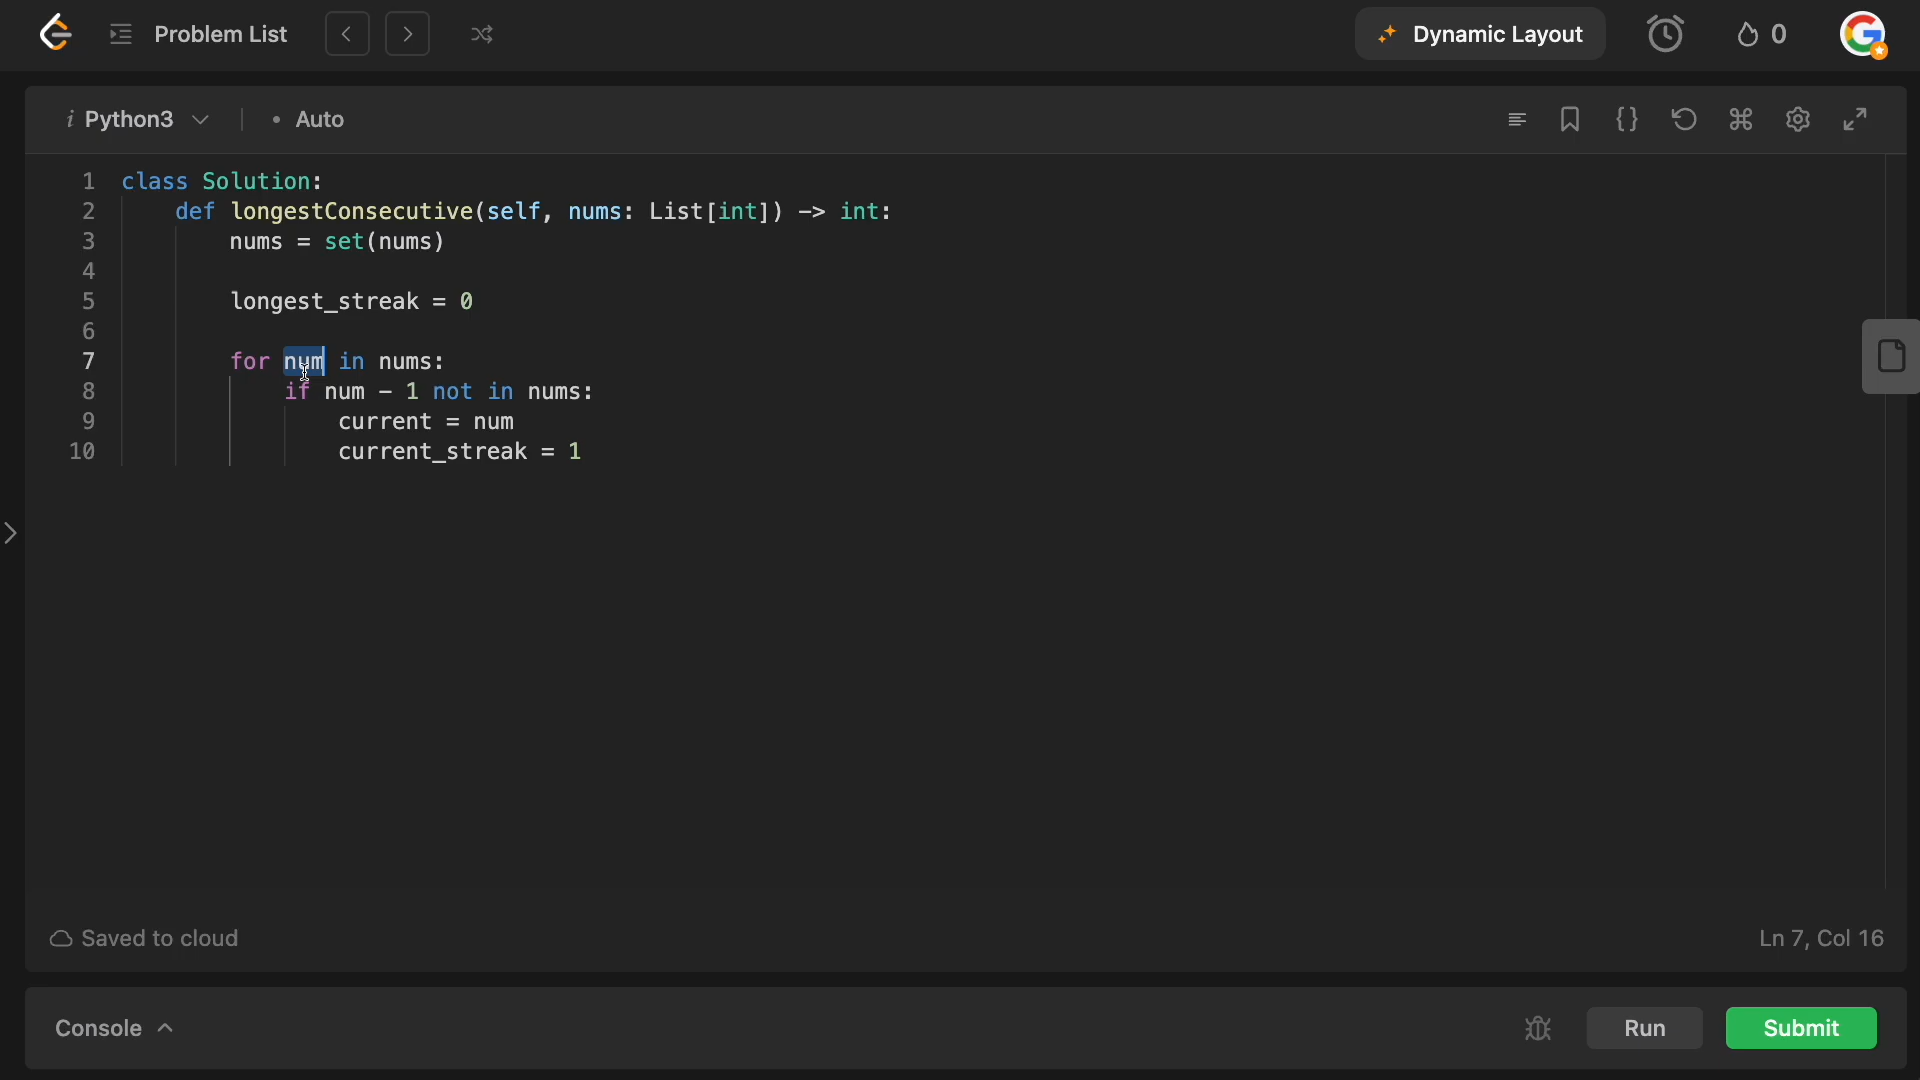 Problem List
Dynamic Layout
0
i Python3
• Auto
1 class Solution:
2 def longestConsecutive(self, nums: List[int]) -> int:
3 nums = set(nums)
4
5 longest_streak = 0
6
7 for num in nums:
8 if num - 1 not in nums:
9 current = num
10 current_streak = 1
Saved to cloud
Ln 7, Col 16
Console
Run
Submit